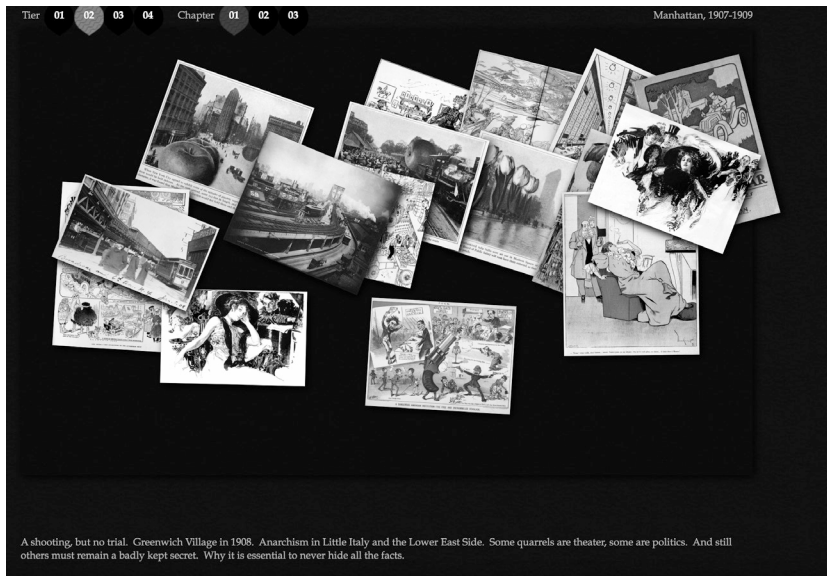 Tier 01 02 03 04 Chapter 01 02 03 Manhattan, 1907-1909
A shooting, but no trial. Greenwich Village in 1908. Anarchism in Little Italy and the Lower East Side. Some quarrels are theater, some are politics. And still
others must remain a badly kept secret. Why it is essential to never hide all the facts.